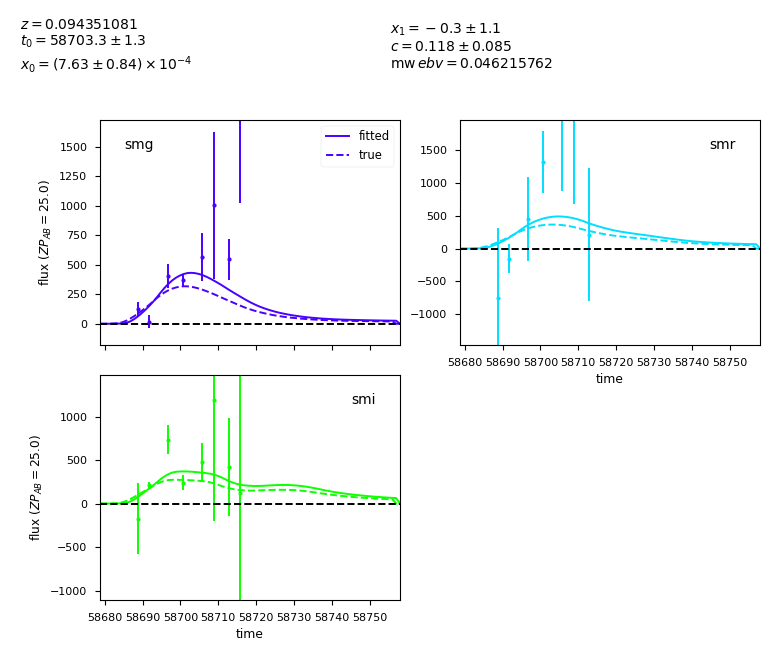 z = 0.094351081
t₀ = 58703.3 ± 1.3
x₀ = (7.63 ± 0.84) × 10⁻⁴
x₁ = −0.3 ± 1.1
c = 0.118 ± 0.085
mw ebv = 0.046215762
smg
fitted
true
1500
1250
1000
750
500
250
0
flux (ZP_AB = 25.0)
smr
1500
1000
500
0
−500
−1000
58680 58690 58700 58710 58720 58730 58740 58750
time
smi
1000
500
0
−500
−1000
flux (ZP_AB = 25.0)
58680 58690 58700 58710 58720 58730 58740 58750
time